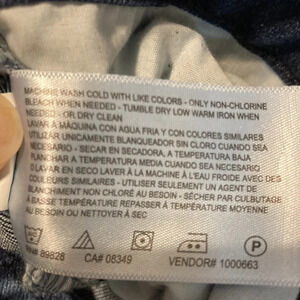 MACHINE WASH COLD WITH LIKE COLORS - ONLY NON-CHLORINE
BLEACH WHEN NEEDED - TUMBLE DRY LOW WARM IRON WHEN
NEEDED - OR DRY CLEAN
LAVAR A MÁQUINA CON AGUA FRIA Y CON COLORES SIMILARES
UTILIZAR UNICAMENTE BLANQUEADOR SIN CLORO CUANDO SEA
NECESARIO - SECAR EN SECADORA, A TEMPERATURA BAJA
PLANCHAR A TEMPERATURA MEDIA CUANDO SEA NECESARIO
O LAVAR EN SECO LAVER À LA MACHINE À L'EAU FROIDE AVEC DES
COULEURS SIMILAIRES - UTILISER SEULEMENT UN AGENT DE
BLANCHIMENT NON CHLORÉ AU BESOIN - SÉCHER PAR CULBUTAGE
À BASSE TEMPÉRATURE REPASSER À TEMPÉRATURE MOYENNE
AU BESOIN OU NETTOYER À SEC
P
89828 CA# 08349 VENDOR# 1000663